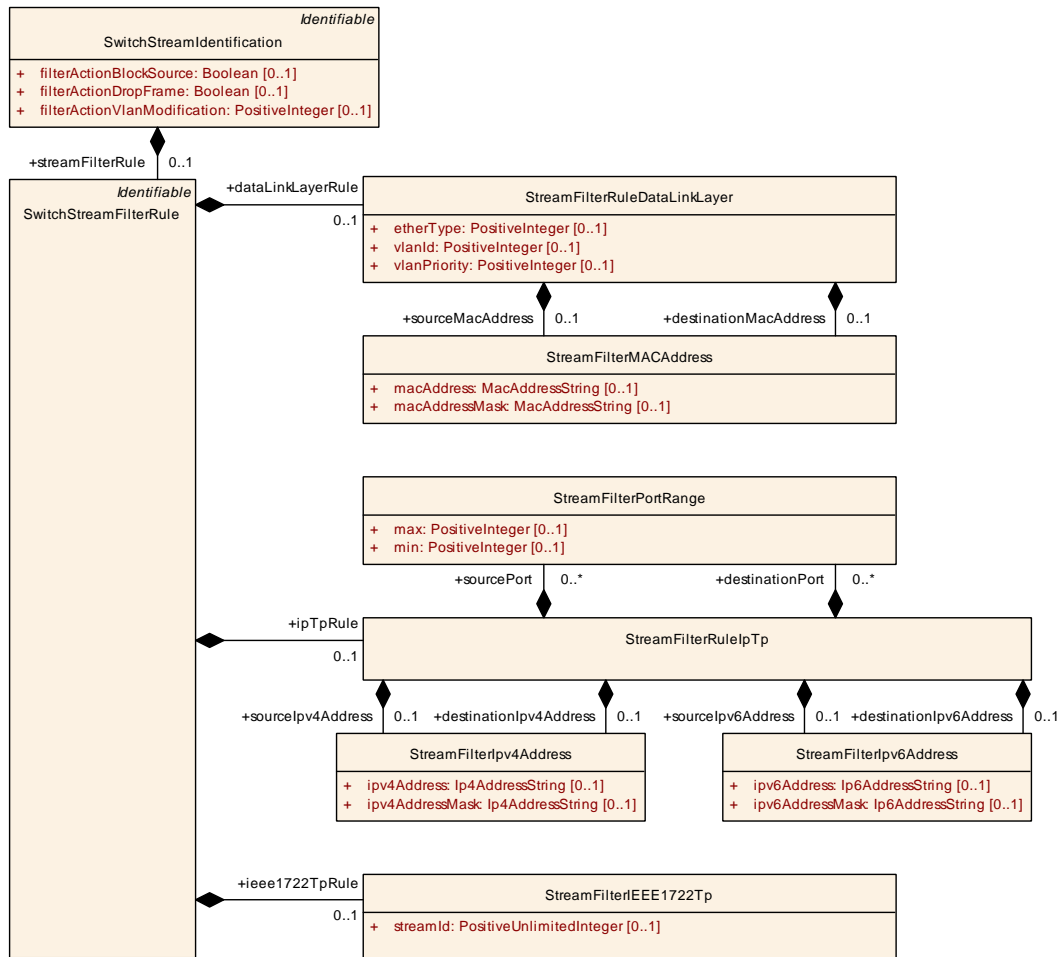 Identifiable
SwitchStreamIdentification
+ filterActionBlockSource: Boolean [0..1]
+ filterActionDropFrame: Boolean [0..1]
+ filterActionVlanModification: PositiveInteger [0..1]
+streamFilterRule 0..1
Identifiable
SwitchStreamFilterRule
+dataLinkLayerRule
0..1
StreamFilterRuleDataLinkLayer
+ etherType: PositiveInteger [0..1]
+ vlanId: PositiveInteger [0..1]
+ vlanPriority: PositiveInteger [0..1]
+sourceMacAddress 0..1 +destinationMacAddress 0..1
StreamFilterMACAddress
+ macAddress: MacAddressString [0..1]
+ macAddressMask: MacAddressString [0..1]
StreamFilterPortRange
+ max: PositiveInteger [0..1]
+ min: PositiveInteger [0..1]
+sourcePort 0..* +destinationPort 0..*
+ipTpRule
0..1
StreamFilterRuleIpTp
+sourceIpv4Address 0..1 +destinationIpv4Address 0..1 +sourceIpv6Address 0..1 +destinationIpv6Address 0..1
StreamFilterIpv4Address
+ ipv4Address: Ip4AddressString [0..1]
+ ipv4AddressMask: Ip4AddressString [0..1]
StreamFilterIpv6Address
+ ipv6Address: Ip6AddressString [0..1]
+ ipv6AddressMask: Ip6AddressString [0..1]
+ieee1722TpRule
0..1
StreamFilterIEEE1722Tp
+ streamId: PositiveUnlimitedInteger [0..1]